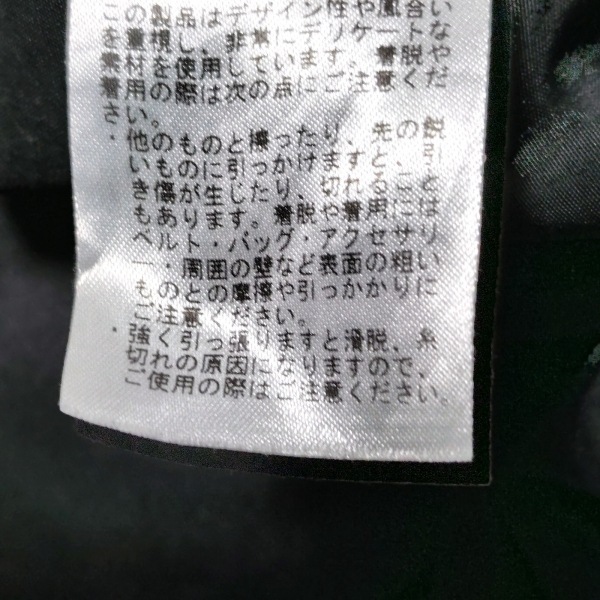 この製品はデザイン性や風合い
を重視し、非常にデリケートな
素材を使用しています。着脱や
着用の際は次の点にご注意くだ
さい。
・他のものと擦ったり、先の鋭
いものに引っかけますと、引
き傷が生じたり、切れること
もあります。着脱や着用には
ベルト・バッグ・アクセサリ
ー・周囲の壁など表面の粗い
ものとの摩擦や引っかかりに
ご注意ください。
・強く引っ張りますと滑脱、糸
切れの原因になりますので、
ご使用の際はご注意ください。